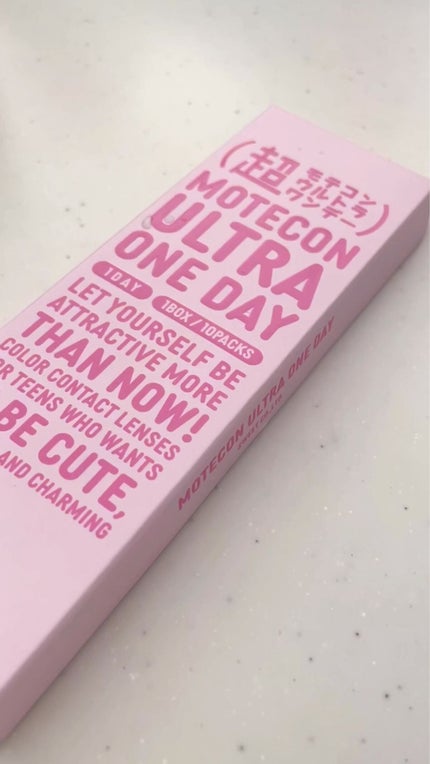 (超モテコン
ウルトラ
ワンデー)
MOTECON
ULTRA
ONE DAY
1DAY 1BOX/10PACKS
LET YOURSELF BE
ATTRACTIVE MORE
THAN NOW!
COLOR CONTACT LENSES
OR TEENS WHO WANTS
BE CUTE,
AND CHARMING
MOTECON ULTRA ONE DAY